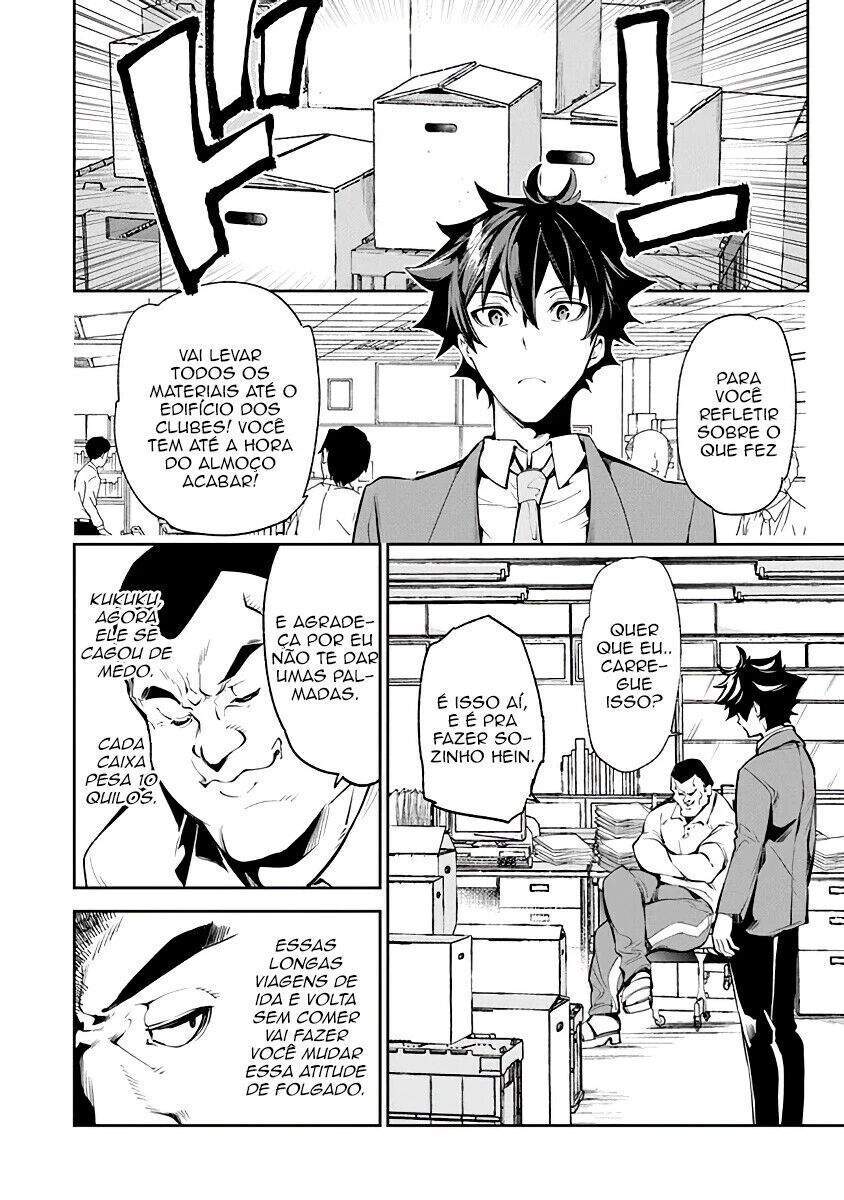 ドーン!
PARA
VOCÊ
REFLETIR
SOBRE O
QUE FEZ
VAI LEVAR
TODOS OS
MATERIAIS ATÉ O
EDIFÍCIO DOS
CLUBES! VOCÊ
TEM ATÉ A HORA
DO ALMOÇO
ACABAR!
QUER
QUE EU..
CARRE-
GUE
ISSO?
É ISSO AÍ,
E É PRA
FAZER SO-
ZINHO HEIN.
E AGRADE-
ÇA POR EU
NÃO TE DAR
UMAS PAL-
MADAS.
KUKUKU,
AGORA
ELE SE
CAGOU DE
MEDO.
CADA
CAIXA
PESA 10
QUILOS.
ESSAS
LONGAS
VIAGENS DE
IDA E VOLTA
SEM COMER
VAI FAZER
VOCÊ MUDAR
ESSA ATITUDE
DE FOLGADO.